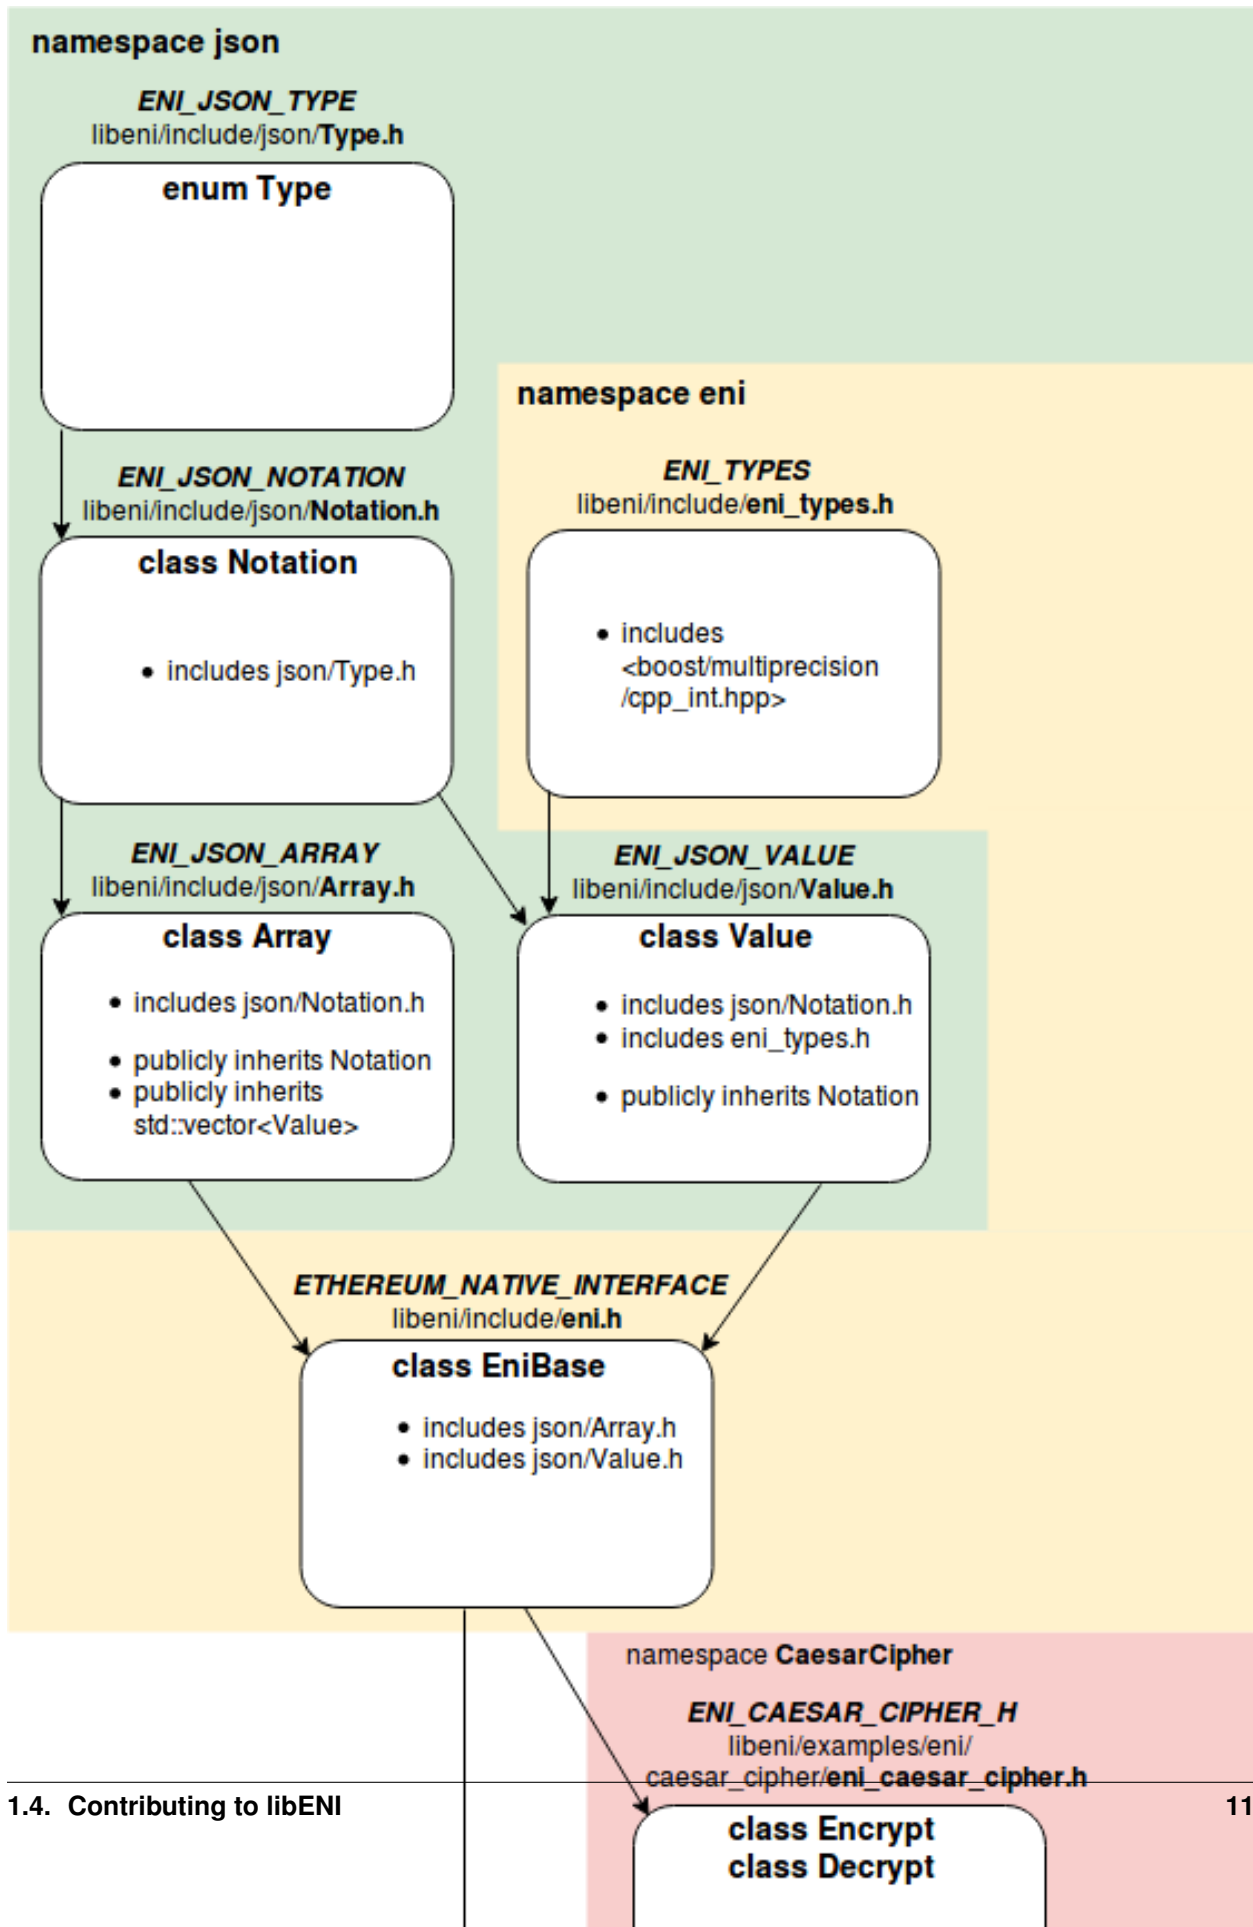 namespace json
ENI_JSON_TYPE
libeni/include/json/Type.h
enum Type
namespace eni
ENI_JSON_NOTATION
libeni/include/json/Notation.h
class Notation
• includes json/Type.h
ENI_TYPES
libeni/include/eni_types.h
• includes
<boost/multiprecision
/cpp_int.hpp>
ENI_JSON_ARRAY
libeni/include/json/Array.h
class Array
• includes json/Notation.h
• publicly inherits Notation
• publicly inherits
std::vector<Value>
ENI_JSON_VALUE
libeni/include/json/Value.h
class Value
• includes json/Notation.h
• includes eni_types.h
• publicly inherits Notation
ETHEREUM_NATIVE_INTERFACE
libeni/include/eni.h
class EniBase
• includes json/Array.h
• includes json/Value.h
namespace CaesarCipher
ENI_CAESAR_CIPHER_H
libeni/examples/eni/
caesar_cipher/eni_caesar_cipher.h
1.4. Contributing to libENI
11
class Encrypt
class Decrypt